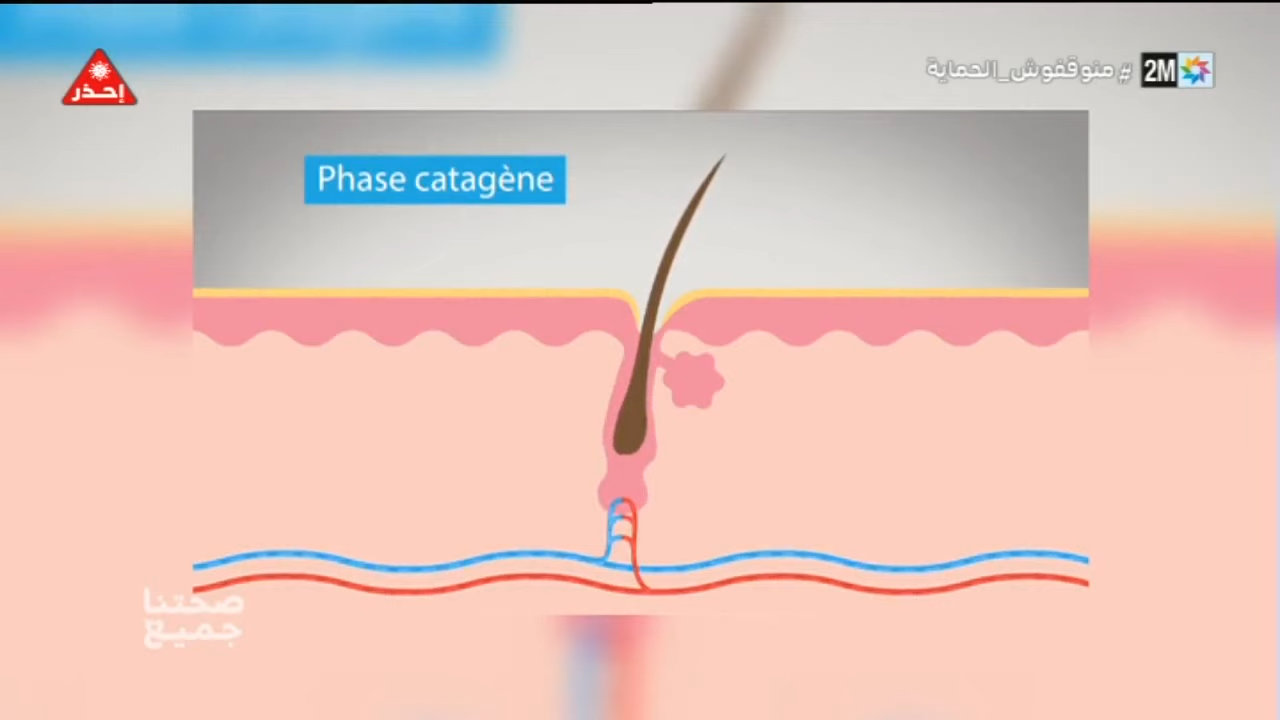 إحذر
# منوقفوش_الحماية
2M
Phase catagène
صحتنا
جميع